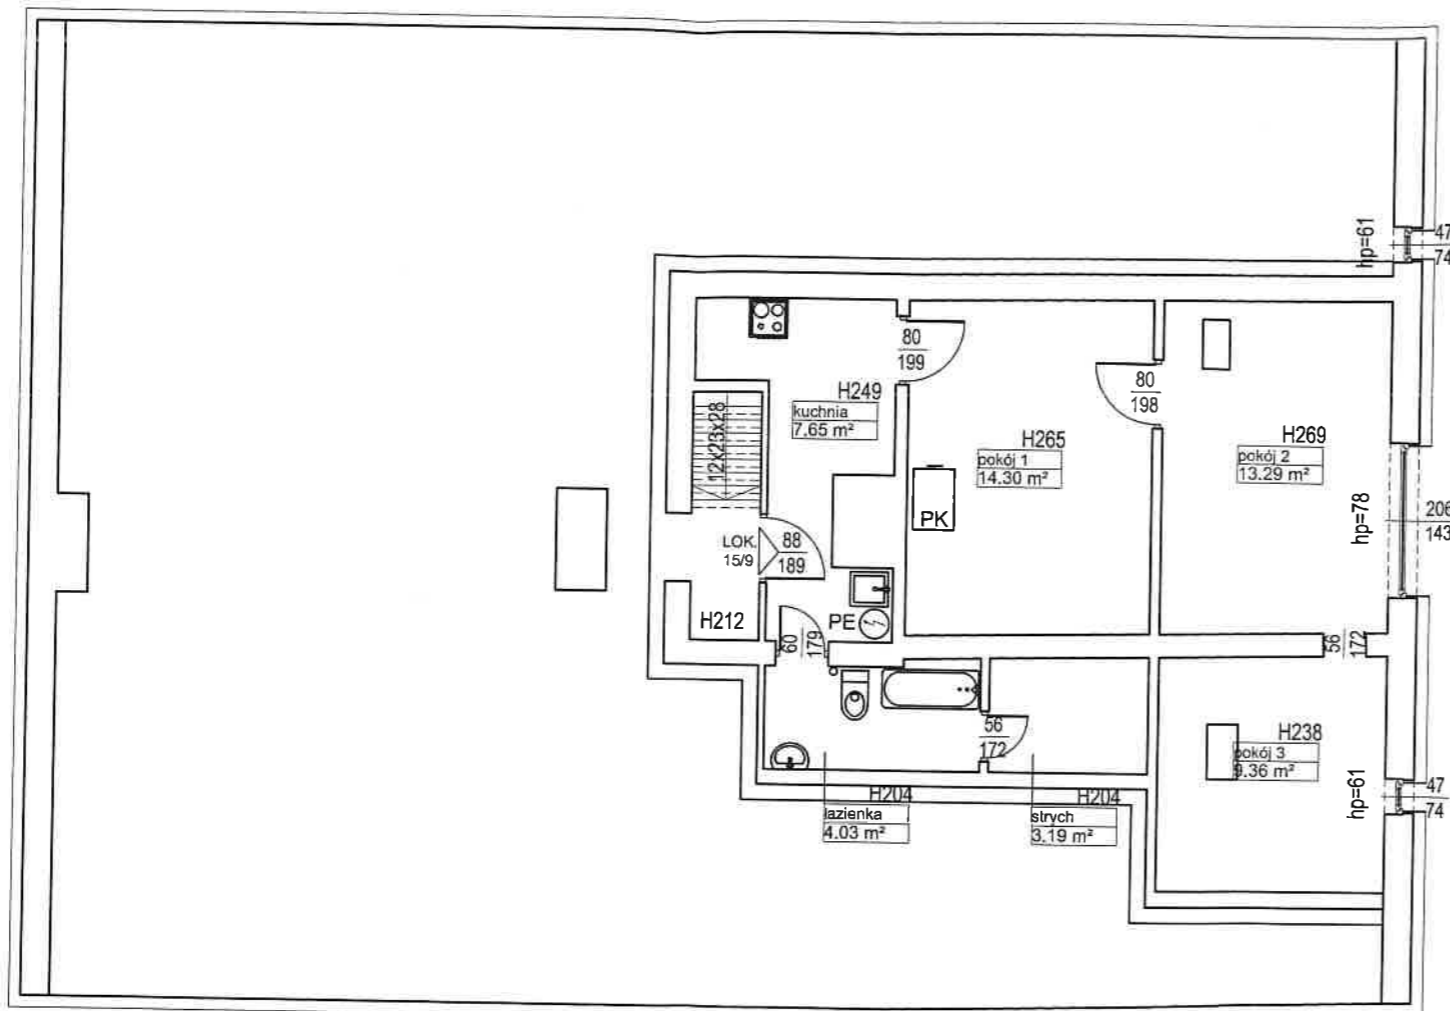 hp=61
47
74
80
199
H249
kuchnia
7.65 m²
12x23x28
80
198
H265
pokój 1
14.30 m²
H269
pokój 2
13.29 m²
PK
hp=78
206
143
LOK.
15/9
88
189
H212
PE
60
179
56
172
56
172
H238
pokój 3
9.36 m²
hp=61
47
74
H204
łazienka
4.03 m²
H204
strych
3.19 m²